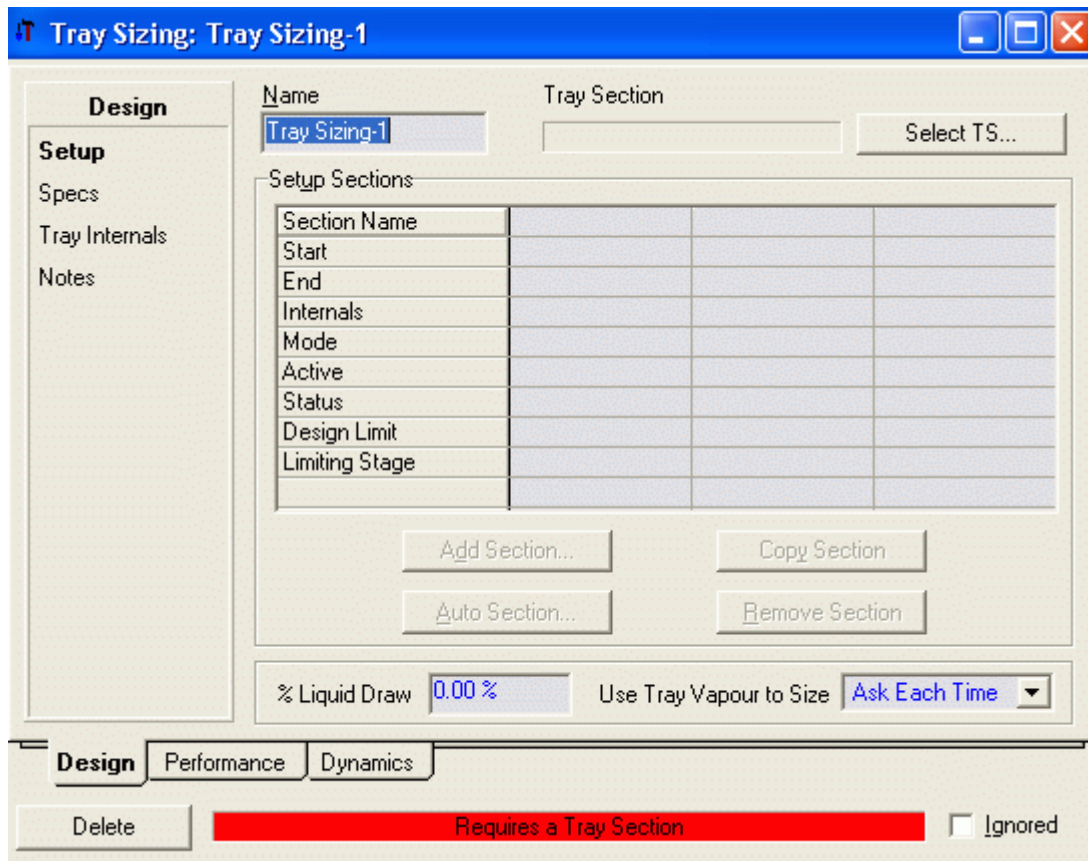 Tray Sizing: Tray Sizing-1
Design
Setup
Specs
Tray Internals
Notes
Name
Tray Section
Tray Sizing-1
Select TS...
Setup Sections
Section Name
Start
End
Internals
Mode
Active
Status
Design Limit
Limiting Stage
Add Section...
Copy Section
Auto Section...
Remove Section
% Liquid Draw 0.00 % Use Tray Vapour to Size Ask Each Time
Design Performance Dynamics
Delete Requires a Tray Section Ignored